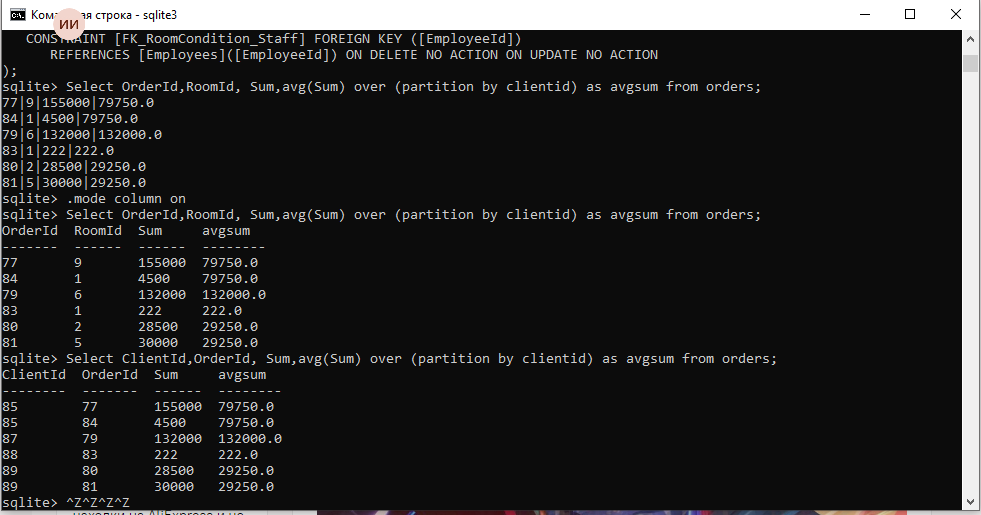 Командная строка - sqlite3
ИИ
CONSTRAINT [FK_RoomCondition_Staff] FOREIGN KEY ([EmployeeId])
REFERENCES [Employees]([EmployeeId]) ON DELETE NO ACTION ON UPDATE NO ACTION
);
sqlite> Select OrderId,RoomId, Sum,avg(Sum) over (partition by clientid) as avgsum from orders;
77|9|155000|79750.0
84|1|4500|79750.0
79|6|132000|132000.0
83|1|222|222.0
80|2|28500|29250.0
81|5|30000|29250.0
sqlite> .mode column on
sqlite> Select OrderId,RoomId, Sum,avg(Sum) over (partition by clientid) as avgsum from orders;
OrderId  RoomId  Sum     avgsum
-------  ------  ------  --------
77       9       155000  79750.0
84       1       4500    79750.0
79       6       132000  132000.0
83       1       222     222.0
80       2       28500   29250.0
81       5       30000   29250.0
sqlite> Select ClientId,OrderId, Sum,avg(Sum) over (partition by clientid) as avgsum from orders;
ClientId  OrderId  Sum     avgsum
--------  -------  ------  --------
85        77       155000  79750.0
85        84       4500    79750.0
87        79       132000  132000.0
88        83       222     222.0
89        80       28500   29250.0
89        81       30000   29250.0
sqlite> ^Z^Z^Z^Z